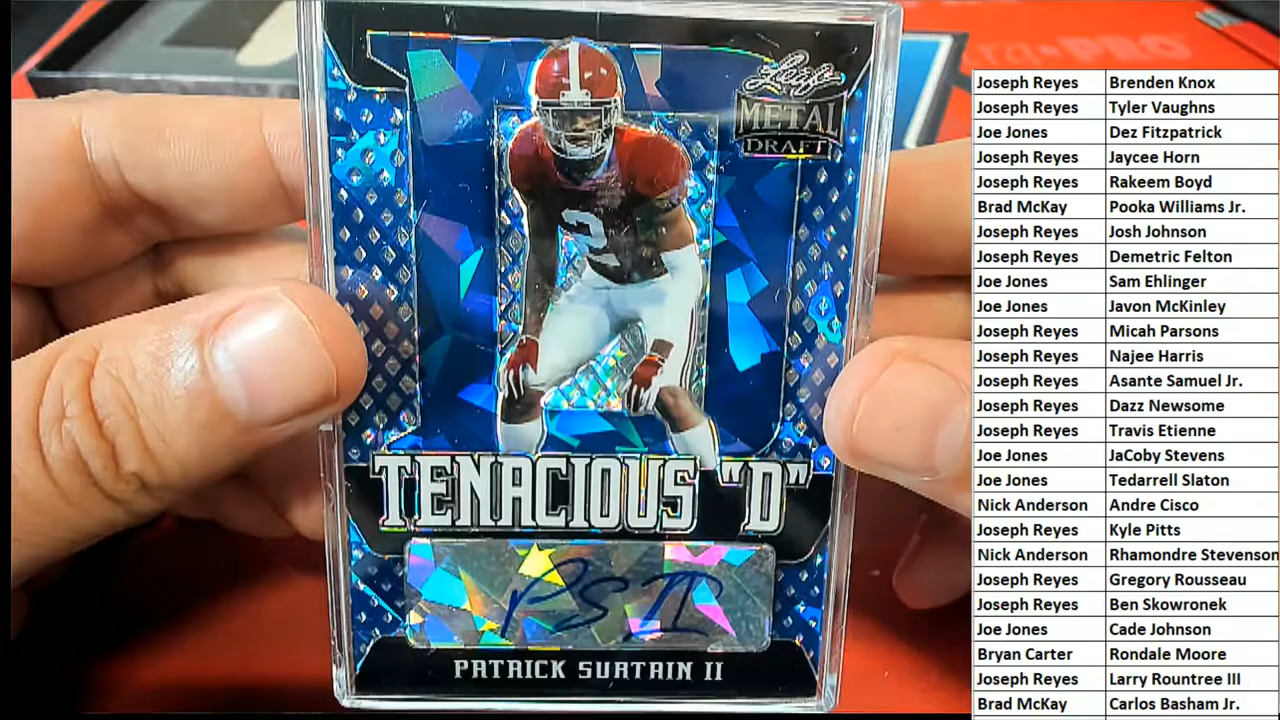 Leaf
METAL
DRAFT
2
TENACIOUS "D"
PS II
PATRICK SURTAIN II
Joseph Reyes Brenden Knox
Joseph Reyes Tyler Vaughns
Joe Jones Dez Fitzpatrick
Joseph Reyes Jaycee Horn
Joseph Reyes Rakeem Boyd
Brad McKay Pooka Williams Jr.
Joseph Reyes Josh Johnson
Joseph Reyes Demetric Felton
Joe Jones Sam Ehlinger
Joe Jones Javon McKinley
Joseph Reyes Micah Parsons
Joseph Reyes Najee Harris
Joseph Reyes Asante Samuel Jr.
Joseph Reyes Dazz Newsome
Joseph Reyes Travis Etienne
Joe Jones JaCoby Stevens
Joe Jones Tedarrell Slaton
Nick Anderson Andre Cisco
Joseph Reyes Kyle Pitts
Nick Anderson Rhamondre Stevenson
Joseph Reyes Gregory Rousseau
Joseph Reyes Ben Skowronek
Joe Jones Cade Johnson
Bryan Carter Rondale Moore
Joseph Reyes Larry Rountree III
Brad McKay Carlos Basham Jr.